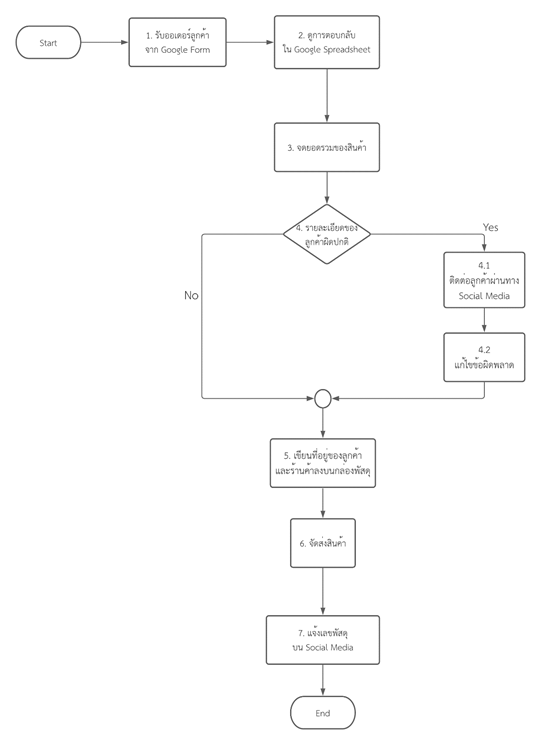 Start
1. รับออเดอร์ลูกค้า
จาก Google Form
2. ดูการตอบกลับ
ใน Google Spreadsheet
3. จดยอดรวมของสินค้า
4. รายละเอียดของ
ลูกค้าผิดปกติ
Yes
No
4.1
ติดต่อลูกค้าผ่านทาง
Social Media
4.2
แก้ไขข้อผิดพลาด
5. เขียนที่อยู่ของลูกค้า
และร้านค้าลงบนกล่องพัสดุ
6. จัดส่งสินค้า
7. แจ้งเลขพัสดุ
บน Social Media
End